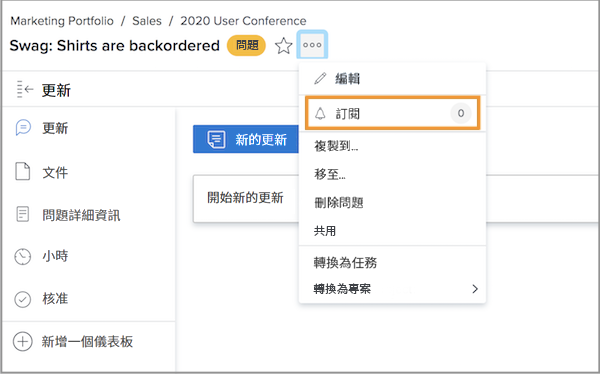 Marketing Portfolio / Sales / 2020 User Conference
Swag: Shirts are backordered 問題
更新
更新
文件
問題詳細資訊
小時
核准
新增一個儀表板
新的更新
開始新的更新
編輯
訂閱 0
複製到...
移至...
刪除問題
共用
轉換為任務
轉換為專案